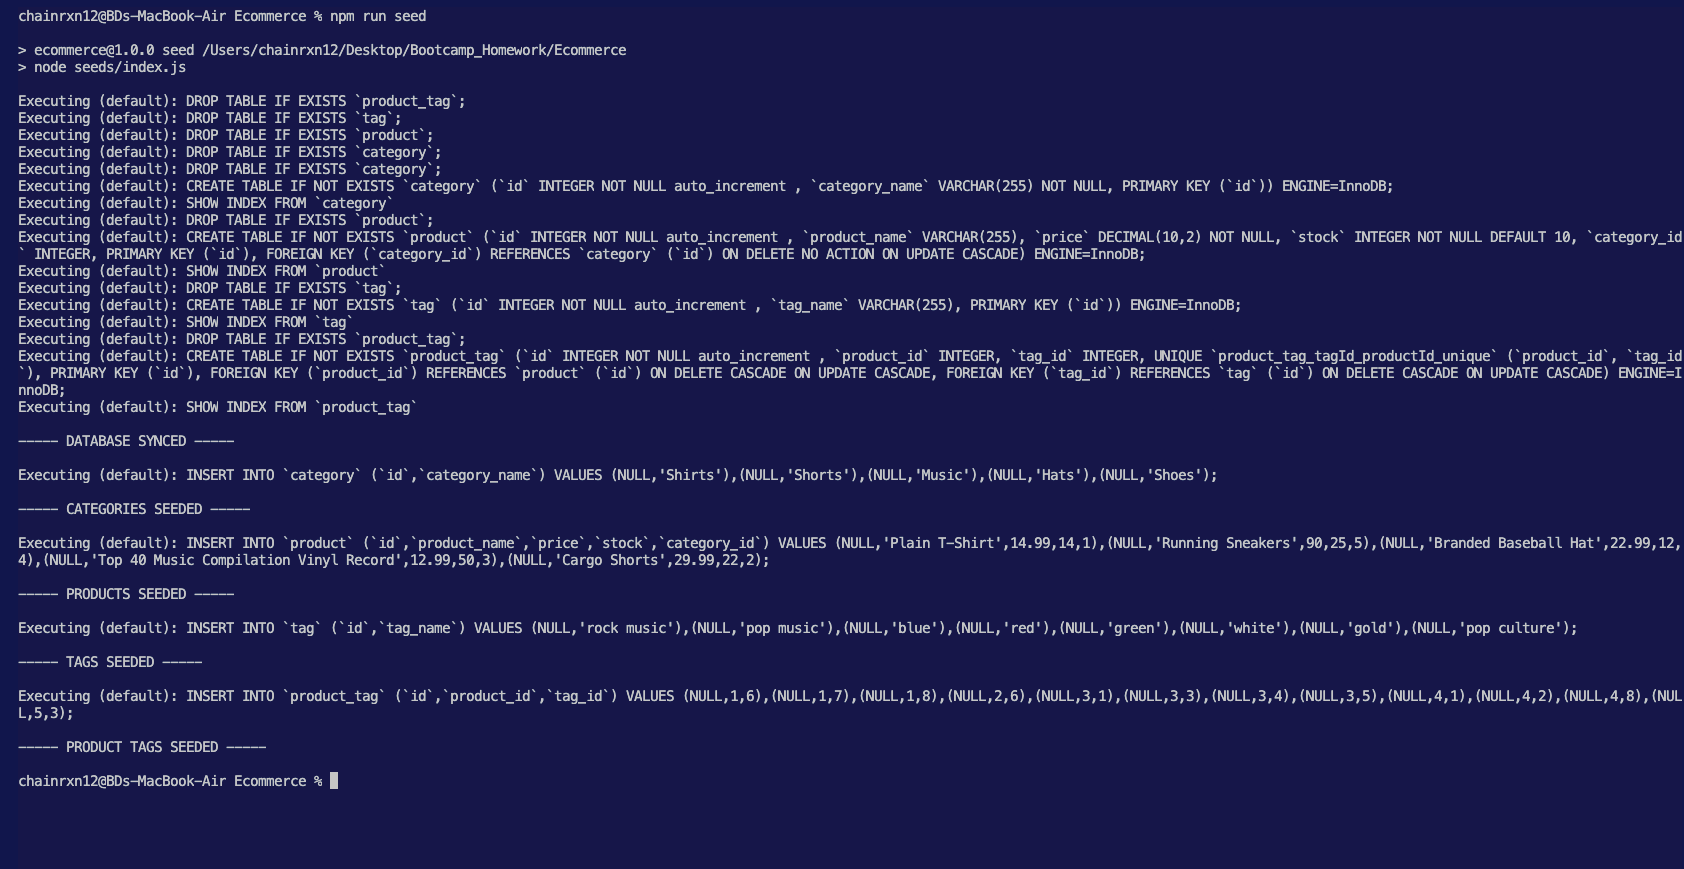 chainrxn12@BDs-MacBook-Air Ecommerce % npm run seed
> ecommerce@1.0.0 seed /Users/chainrxn12/Desktop/Bootcamp_Homework/Ecommerce
> node seeds/index.js
Executing (default): DROP TABLE IF EXISTS `product_tag`;
Executing (default): DROP TABLE IF EXISTS `tag`;
Executing (default): DROP TABLE IF EXISTS `product`;
Executing (default): DROP TABLE IF EXISTS `category`;
Executing (default): DROP TABLE IF EXISTS `category`;
Executing (default): CREATE TABLE IF NOT EXISTS `category` (`id` INTEGER NOT NULL auto_increment , `category_name` VARCHAR(255) NOT NULL, PRIMARY KEY (`id`)) ENGINE=InnoDB;
Executing (default): SHOW INDEX FROM `category`
Executing (default): DROP TABLE IF EXISTS `product`;
Executing (default): CREATE TABLE IF NOT EXISTS `product` (`id` INTEGER NOT NULL auto_increment , `product_name` VARCHAR(255), `price` DECIMAL(10,2) NOT NULL, `stock` INTEGER NOT NULL DEFAULT 10, `category_id
` INTEGER, PRIMARY KEY (`id`), FOREIGN KEY (`category_id`) REFERENCES `category` (`id`) ON DELETE NO ACTION ON UPDATE CASCADE) ENGINE=InnoDB;
Executing (default): SHOW INDEX FROM `product`
Executing (default): DROP TABLE IF EXISTS `tag`;
Executing (default): CREATE TABLE IF NOT EXISTS `tag` (`id` INTEGER NOT NULL auto_increment , `tag_name` VARCHAR(255), PRIMARY KEY (`id`)) ENGINE=InnoDB;
Executing (default): SHOW INDEX FROM `tag`
Executing (default): DROP TABLE IF EXISTS `product_tag`;
Executing (default): CREATE TABLE IF NOT EXISTS `product_tag` (`id` INTEGER NOT NULL auto_increment , `product_id` INTEGER, `tag_id` INTEGER, UNIQUE `product_tag_tagId_productId_unique` (`product_id`, `tag_id
`), PRIMARY KEY (`id`), FOREIGN KEY (`product_id`) REFERENCES `product` (`id`) ON DELETE CASCADE ON UPDATE CASCADE, FOREIGN KEY (`tag_id`) REFERENCES `tag` (`id`) ON DELETE CASCADE ON UPDATE CASCADE) ENGINE=I
nnoDB;
Executing (default): SHOW INDEX FROM `product_tag`
----- DATABASE SYNCED -----
Executing (default): INSERT INTO `category` (`id`,`category_name`) VALUES (NULL,'Shirts'),(NULL,'Shorts'),(NULL,'Music'),(NULL,'Hats'),(NULL,'Shoes');
----- CATEGORIES SEEDED -----
Executing (default): INSERT INTO `product` (`id`,`product_name`,`price`,`stock`,`category_id`) VALUES (NULL,'Plain T-Shirt',14.99,14,1),(NULL,'Running Sneakers',90,25,5),(NULL,'Branded Baseball Hat',22.99,12,
4),(NULL,'Top 40 Music Compilation Vinyl Record',12.99,50,3),(NULL,'Cargo Shorts',29.99,22,2);
----- PRODUCTS SEEDED -----
Executing (default): INSERT INTO `tag` (`id`,`tag_name`) VALUES (NULL,'rock music'),(NULL,'pop music'),(NULL,'blue'),(NULL,'red'),(NULL,'green'),(NULL,'white'),(NULL,'gold'),(NULL,'pop culture');
----- TAGS SEEDED -----
Executing (default): INSERT INTO `product_tag` (`id`,`product_id`,`tag_id`) VALUES (NULL,1,6),(NULL,1,7),(NULL,1,8),(NULL,2,6),(NULL,3,1),(NULL,3,3),(NULL,3,4),(NULL,3,5),(NULL,4,1),(NULL,4,2),(NULL,4,8),(NUL
L,5,3);
----- PRODUCT TAGS SEEDED -----
chainrxn12@BDs-MacBook-Air Ecommerce %